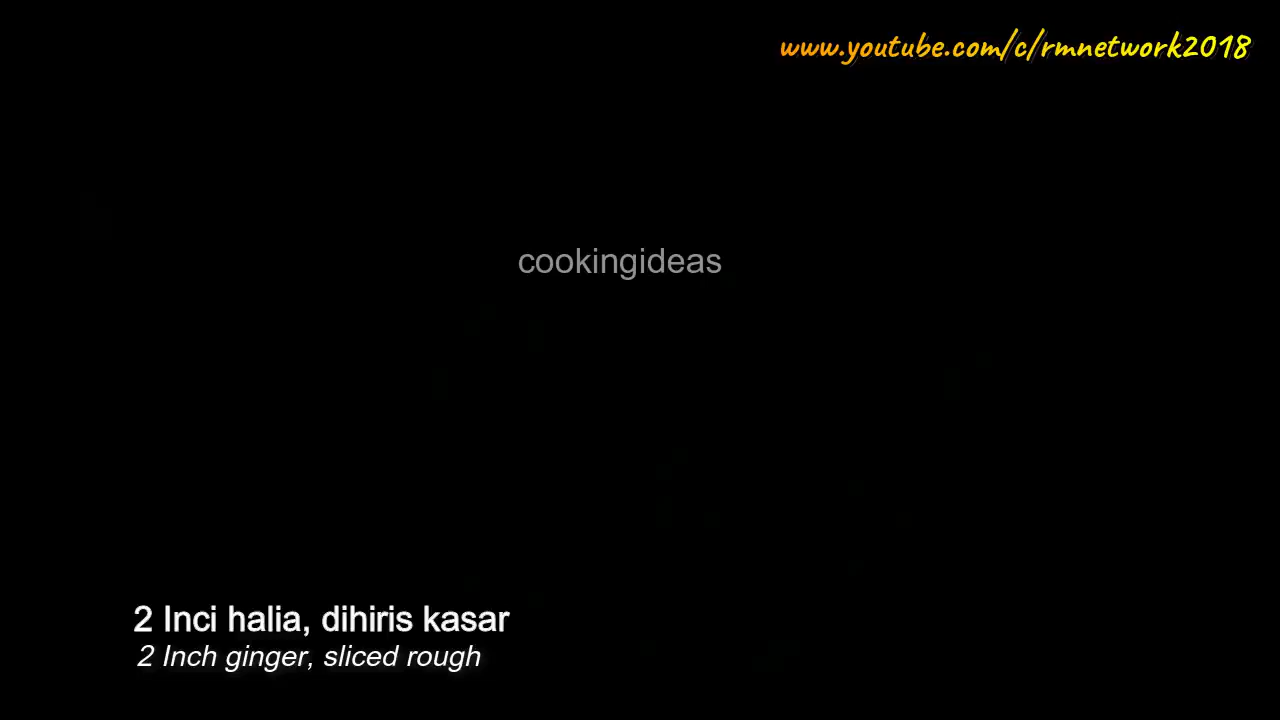 www.youtube.com/c/rmnetwork2018
cookingideas
2 Inci halia, dihiris kasar
2 Inch ginger, sliced rough